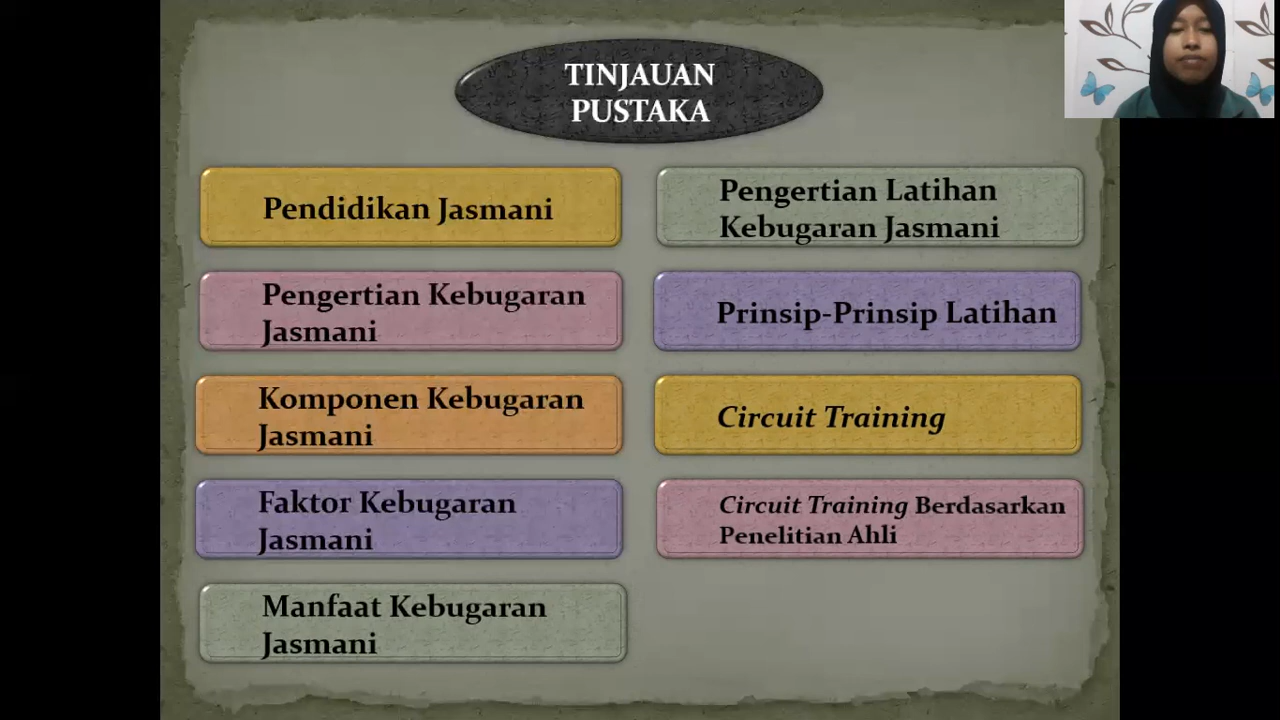 TINJAUAN
PUSTAKA
Pendidikan Jasmani
Pengertian Kebugaran
Jasmani
Komponen Kebugaran
Jasmani
Faktor Kebugaran
Jasmani
Manfaat Kebugaran
Jasmani
Pengertian Latihan
Kebugaran Jasmani
Prinsip-Prinsip Latihan
Circuit Training
Circuit Training Berdasarkan
Penelitian Ahli